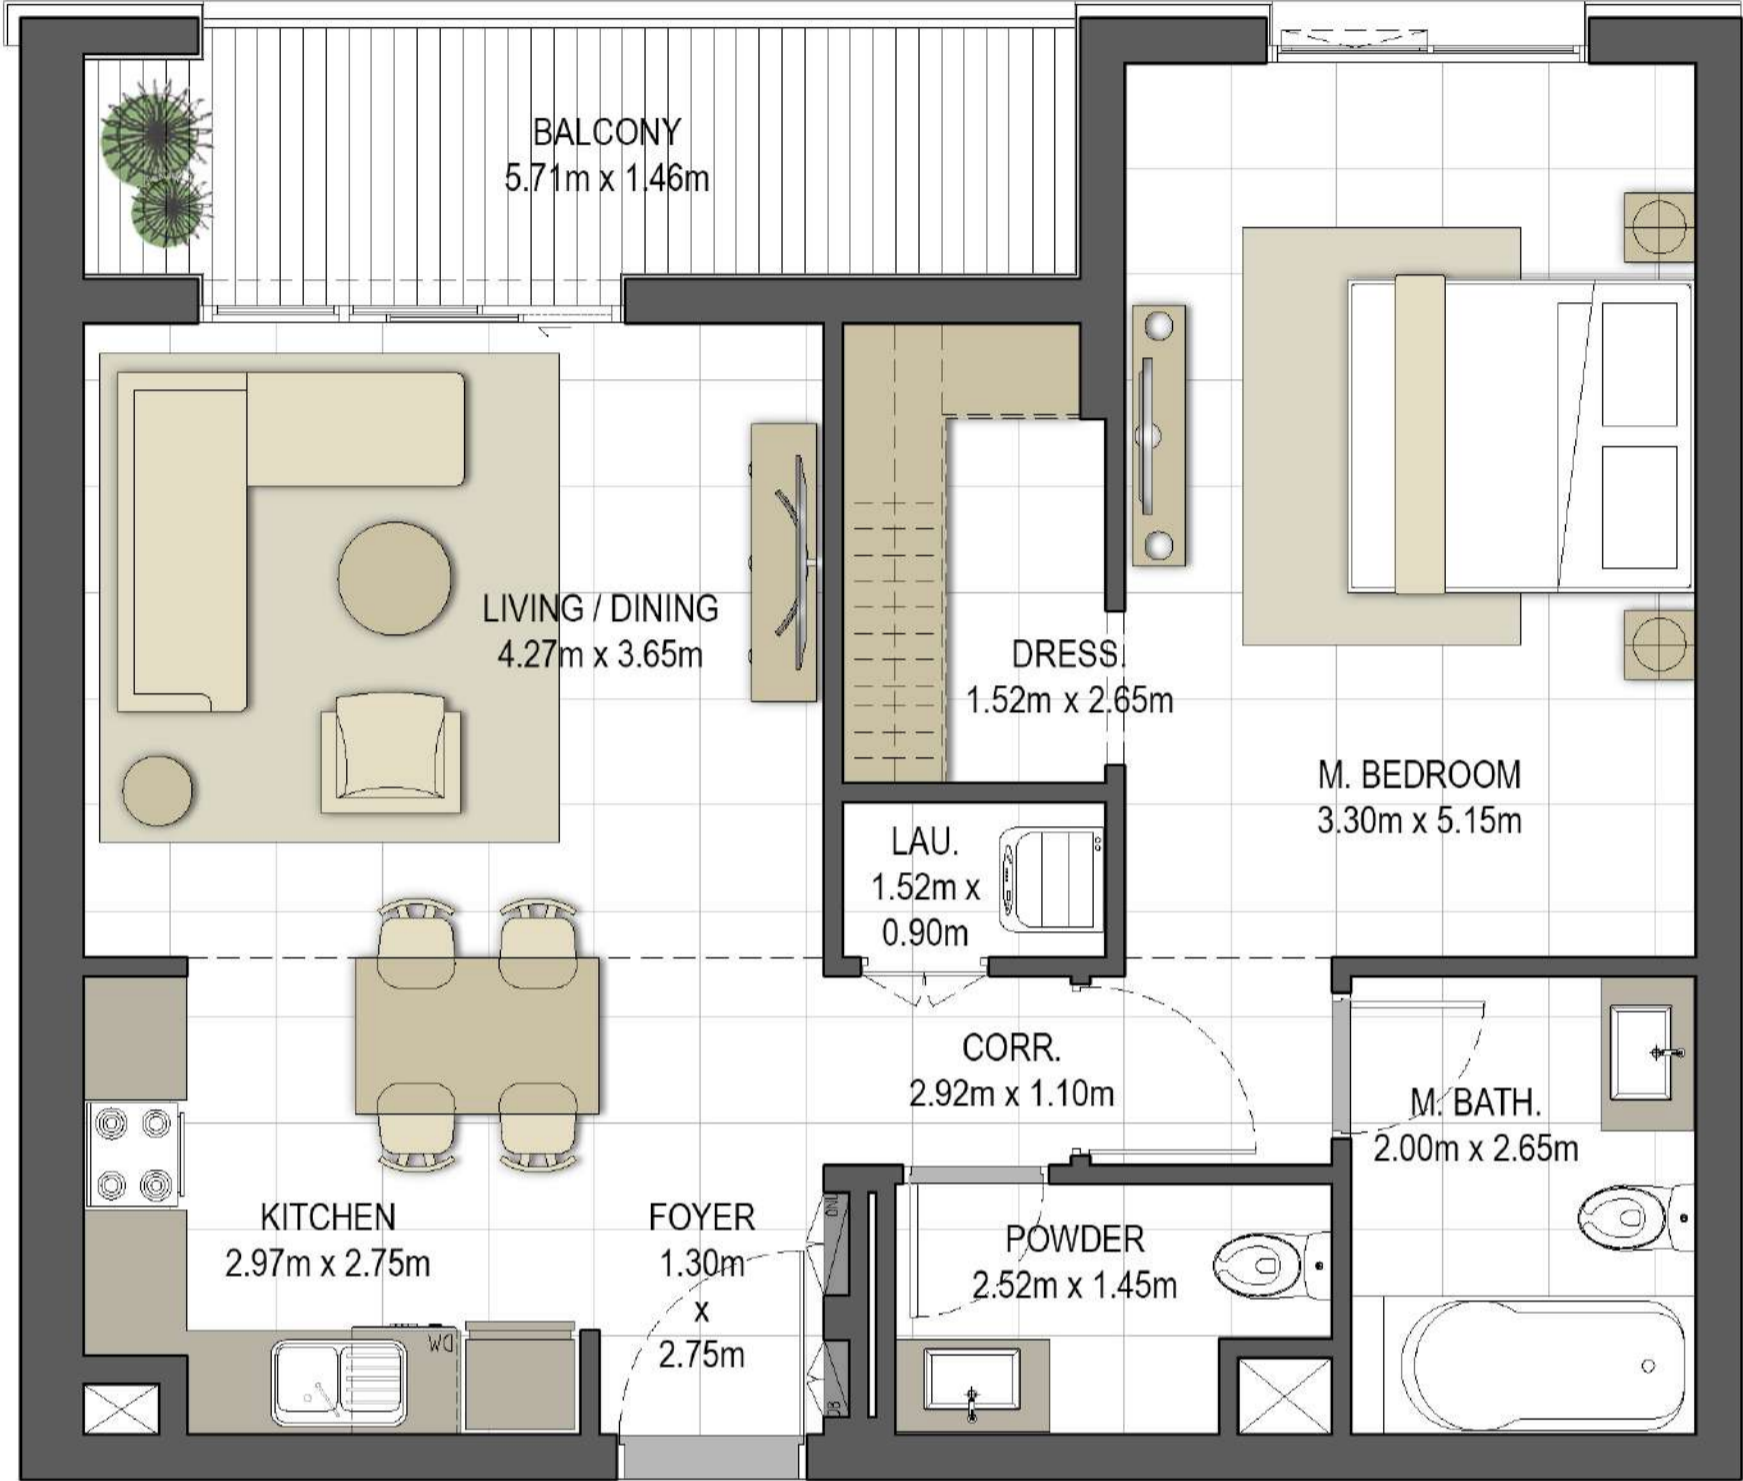 BALCONY
5.71m x 1.46m
LIVING / DINING
4.27m x 3.65m
DRESS.
1.52m x 2.65m
M. BEDROOM
3.30m x 5.15m
LAU.
1.52m x
0.90m
CORR.
2.92m x 1.10m
M. BATH.
2.00m x 2.65m
KITCHEN
2.97m x 2.75m
FOYER
1.30m
x
2.75m
POWDER
2.52m x 1.45m
DW